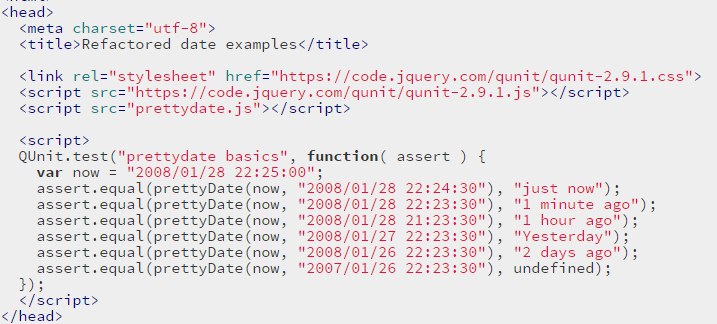 <head>
  <meta charset="utf-8">
  <title>Refactored date examples</title>

  <link rel="stylesheet" href="https://code.jquery.com/qunit/qunit-2.9.1.css">
  <script src="https://code.jquery.com/qunit/qunit-2.9.1.js"></script>
  <script src="prettydate.js"></script>

  <script>
  QUnit.test("prettydate basics", function( assert ) {
    var now = "2008/01/28 22:25:00";
    assert.equal(prettyDate(now, "2008/01/28 22:24:30"), "just now");
    assert.equal(prettyDate(now, "2008/01/28 22:23:30"), "1 minute ago");
    assert.equal(prettyDate(now, "2008/01/28 21:23:30"), "1 hour ago");
    assert.equal(prettyDate(now, "2008/01/27 22:23:30"), "Yesterday");
    assert.equal(prettyDate(now, "2008/01/26 22:23:30"), "2 days ago");
    assert.equal(prettyDate(now, "2007/01/26 22:23:30"), undefined);
  });
  </script>
</head>